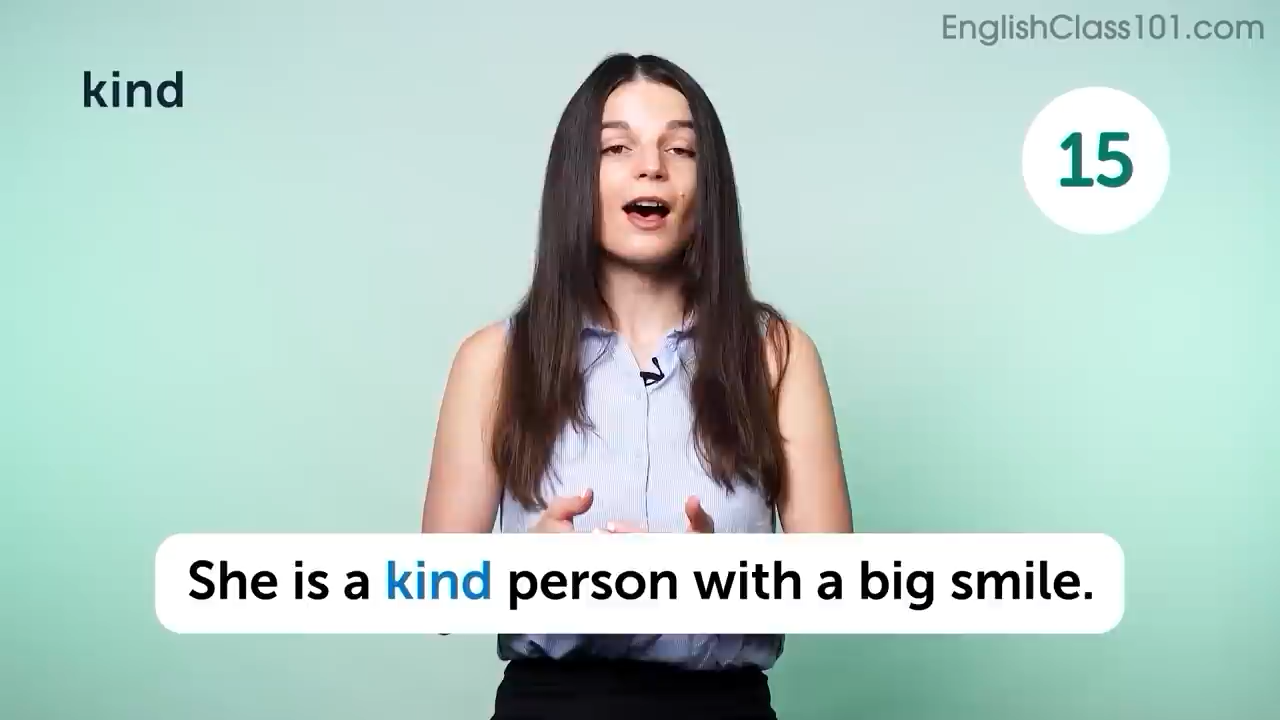 EnglishClass101.com
kind
15
She is a kind person with a big smile.